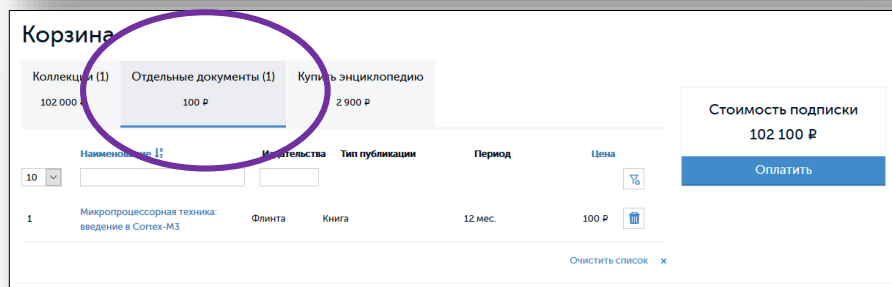 Корзина
Коллекции (1) Отдельные документы (1) Купить энциклопедию
102 000 ₽ 100 ₽ 2 900 ₽
Стоимость подписки
102 100 ₽
Оплатить
Наименование Издательства Тип публикации Период Цена
10
1 Микропроцессорная техника: введение в Cortex-M3 Флинта Книга 12 мес. 100 ₽
Очистить список ×